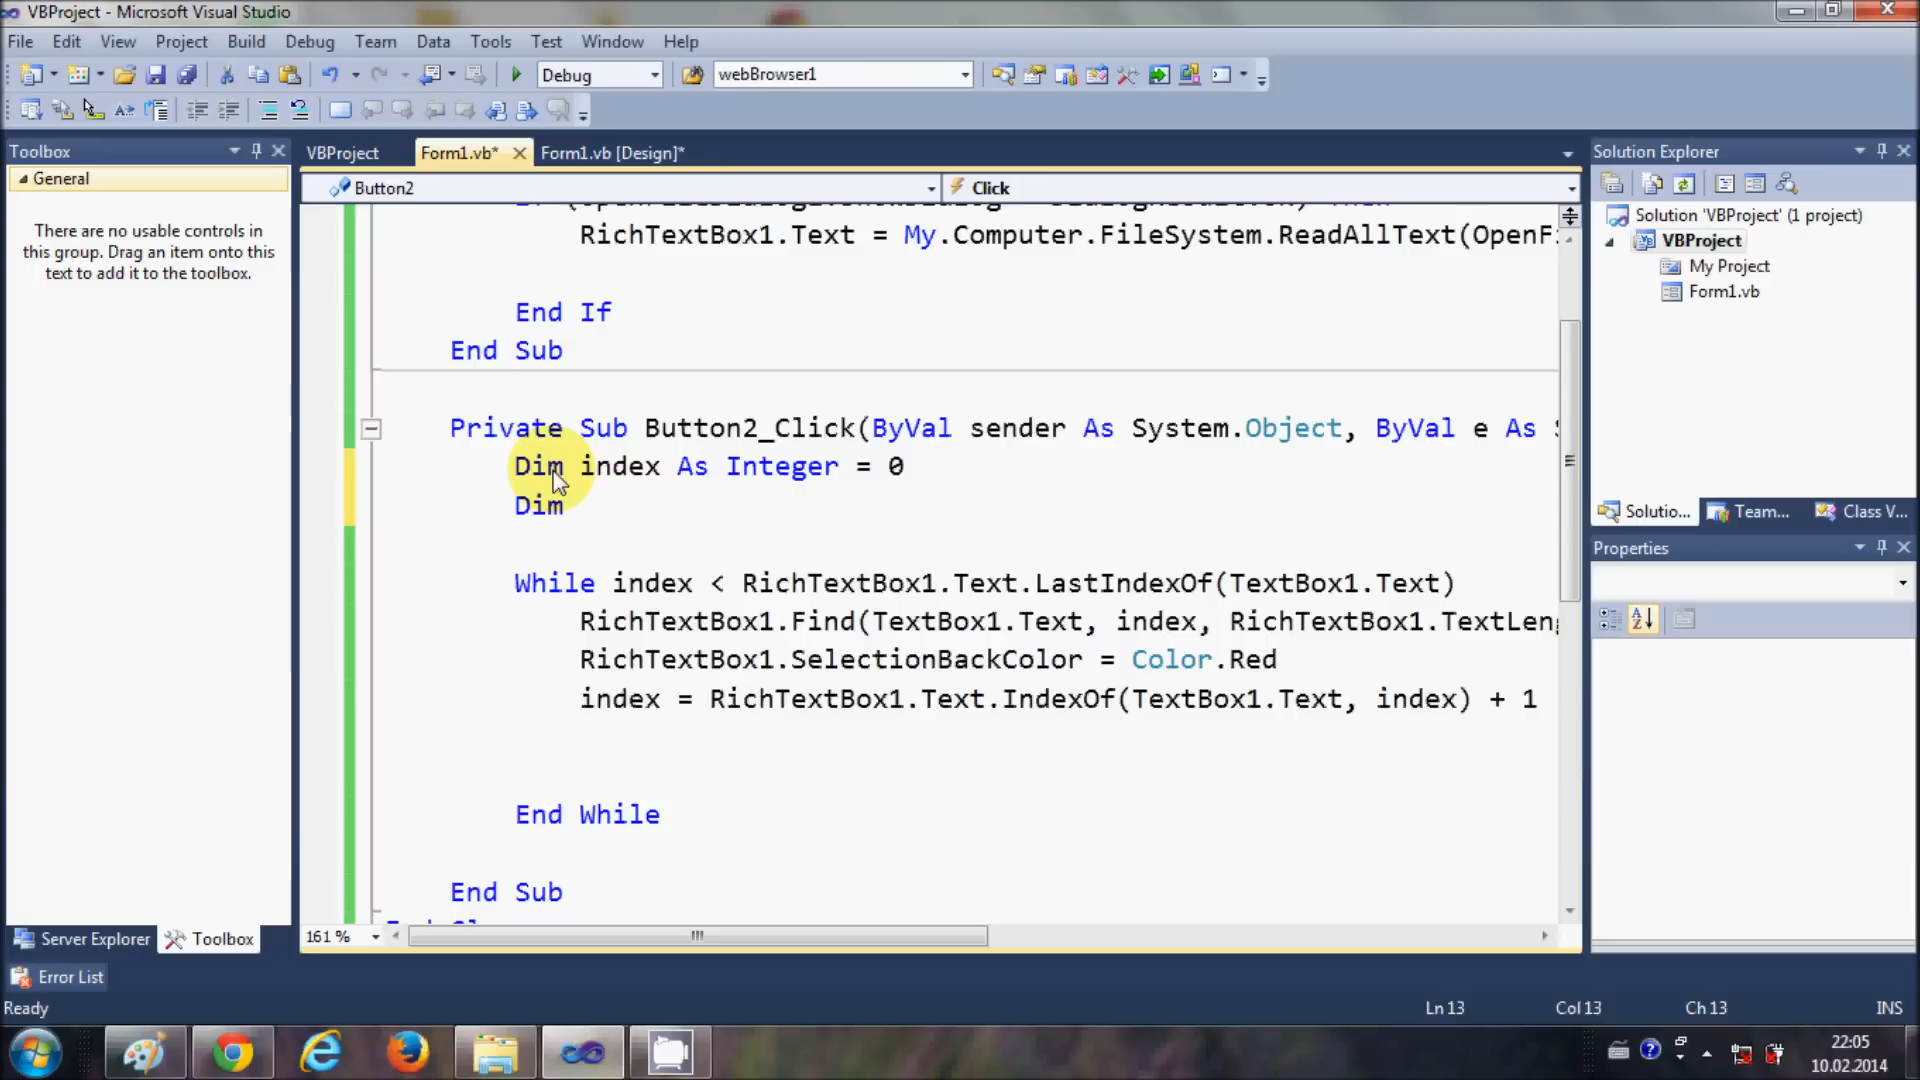 VBProject - Microsoft Visual Studio
File Edit View Project Build Debug Team Data Tools Test Window Help
Debug webBrowser1
Toolbox
General
There are no usable controls in
this group. Drag an item onto this
text to add it to the toolbox.
Server Explorer Toolbox
VBProject Form1.vb* Form1.vb [Design]*
Button2 Click
RichTextBox1.Text = My.Computer.FileSystem.ReadAllText(OpenFi
End If
End Sub
Private Sub Button2_Click(ByVal sender As System.Object, ByVal e As S
Dim index As Integer = 0
Dim
While index < RichTextBox1.Text.LastIndexOf(TextBox1.Text)
RichTextBox1.Find(TextBox1.Text, index, RichTextBox1.TextLeng
RichTextBox1.SelectionBackColor = Color.Red
index = RichTextBox1.Text.IndexOf(TextBox1.Text, index) + 1
End While
End Sub
161 %
Solution Explorer
Solution 'VBProject' (1 project)
VBProject
My Project
Form1.vb
Solutio... Team... Class V...
Properties
Error List
Ready Ln 13 Col 13 Ch 13 INS
22:05
10.02.2014